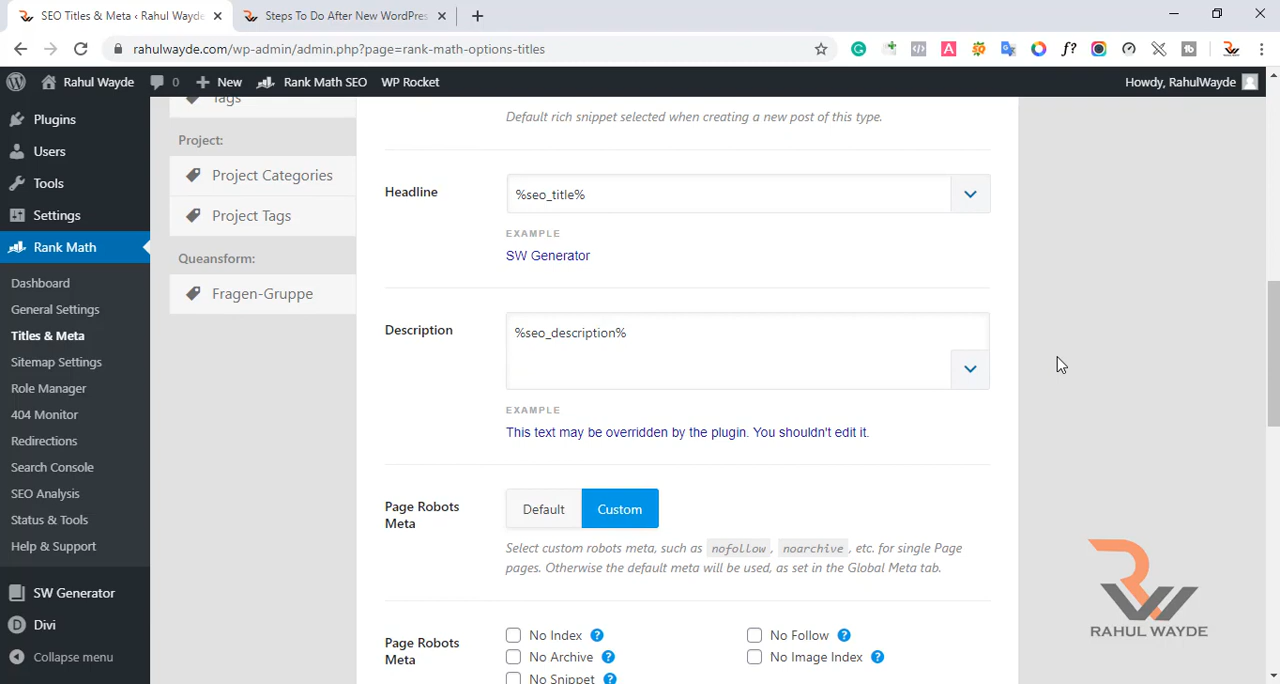 SEO Titles & Meta ‹ Rahul Wayde
Steps To Do After New WordPres
rahulwayde.com/wp-admin/admin.php?page=rank-math-options-titles
Rahul Wayde
0
New
Rank Math SEO
WP Rocket
Howdy, RahulWayde
Plugins
Users
Tools
Settings
Rank Math
Dashboard
General Settings
Titles & Meta
Sitemap Settings
Role Manager
404 Monitor
Redirections
Search Console
SEO Analysis
Status & Tools
Help & Support
SW Generator
Divi
Collapse menu
Tags
Project:
Project Categories
Project Tags
Queansform:
Fragen-Gruppe
Default rich snippet selected when creating a new post of this type.
Headline
%seo_title%
EXAMPLE
SW Generator
Description
%seo_description%
EXAMPLE
This text may be overridden by the plugin. You shouldn't edit it.
Page Robots
Meta
Default
Custom
Select custom robots meta, such as nofollow, noarchive, etc. for single Page
pages. Otherwise the default meta will be used, as set in the Global Meta tab.
Page Robots
Meta
No Index
No Follow
No Archive
No Image Index
No Snippet
RAHUL WAYDE